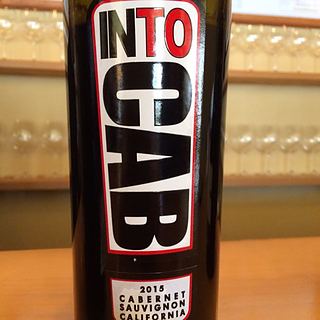 INTO
CAB
2015
CABERNET
SAUVIGNON
CALIFORNIA